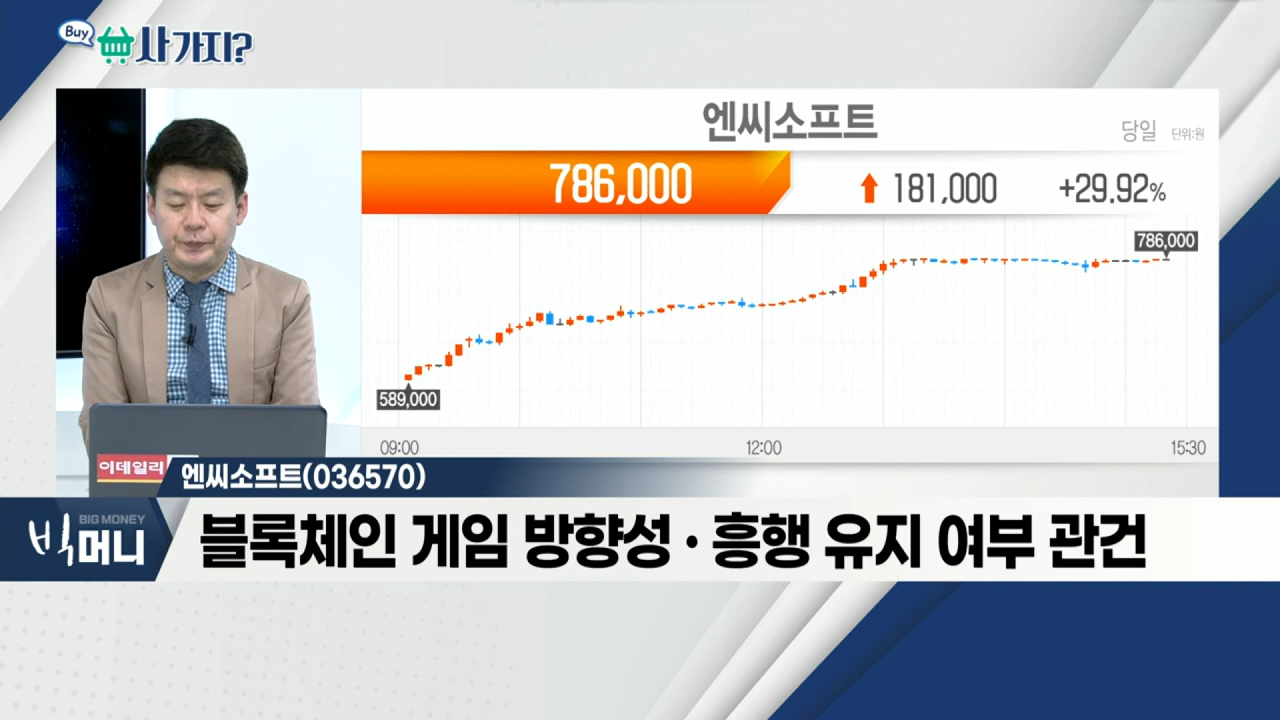 Buy
사가지?
엔씨소프트
당일 단위:원
786,000
181,000 +29.92%
786,000
589,000
09:00 12:00 15:30
이데일리
엔씨소프트(036570)
BIG MONEY
빅머니
블록체인 게임 방향성·흥행 유지 여부 관건